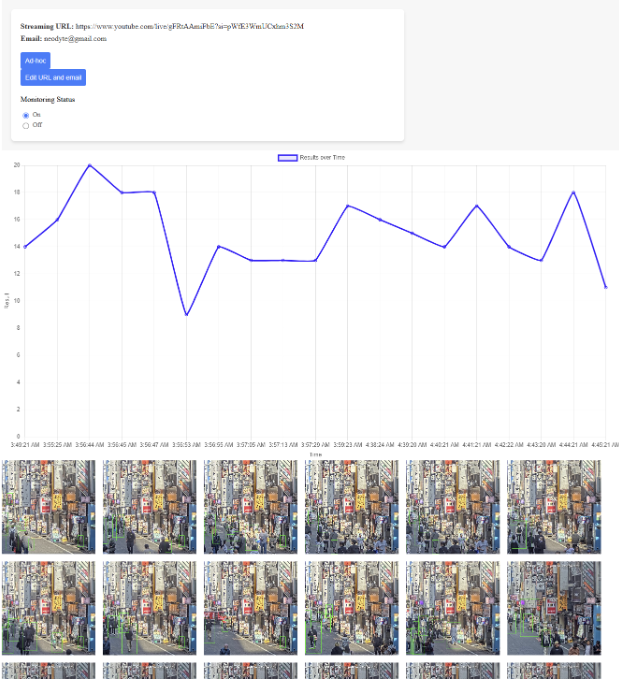 Streaming URL: https://www.youtube.com/live/gFRtAAmiPbE?si=pWfE3WmUCxhm3S2M
Email: neodyte@gmail.com
Ad-hoc
Edit URL and email
Monitoring Status
On
Off
Results over Time
20
18
16
14
12
10
8
6
4
2
0
3:49:21 AM 3:55:25 AM 3:56:44 AM 3:56:45 AM 3:56:47 AM 3:56:53 AM 3:56:55 AM 3:57:05 AM 3:57:13 AM 3:57:29 AM 3:59:23 AM 4:38:24 AM 4:39:20 AM 4:40:21 AM 4:41:21 AM 4:42:22 AM 4:43:20 AM 4:44:21 AM 4:45:21 AM
Time